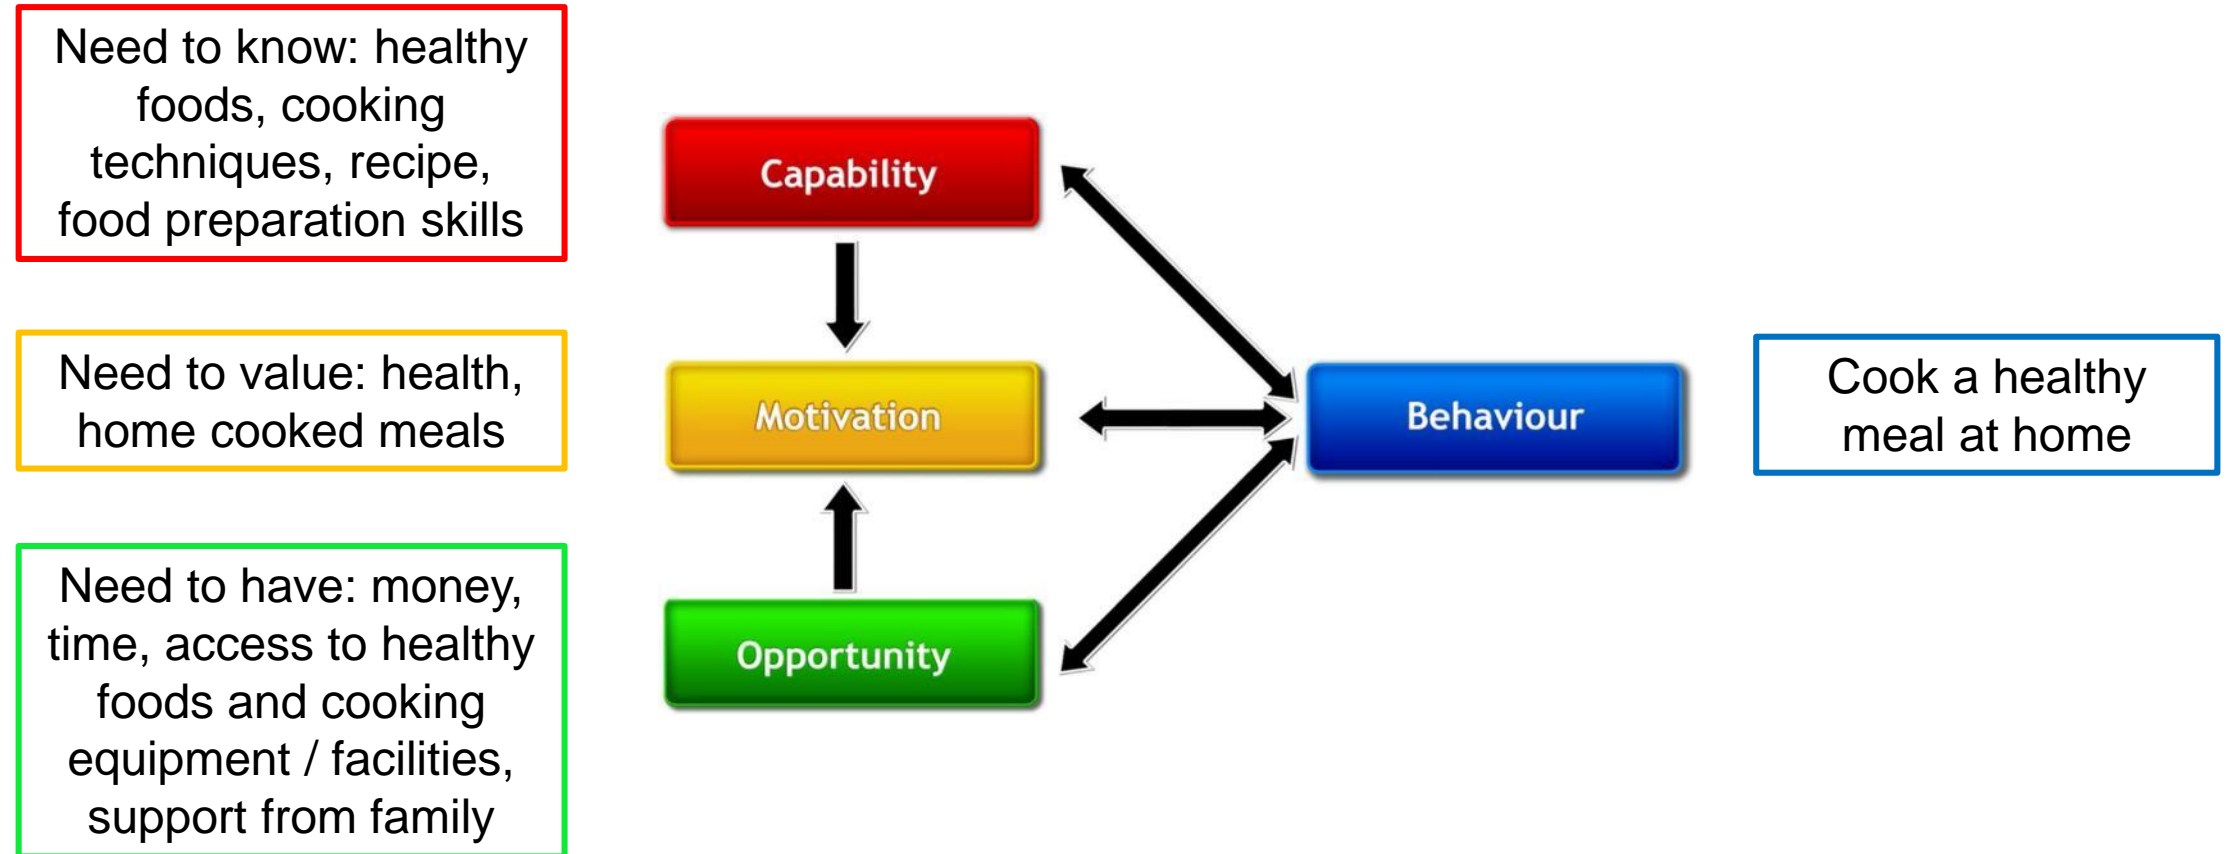 Need to know: healthy
foods, cooking
techniques, recipe,
food preparation skills
Need to value: health,
home cooked meals
Need to have: money,
time, access to healthy
foods and cooking
equipment / facilities,
support from family
Capability
Motivation
Opportunity
Behaviour
Cook a healthy
meal at home